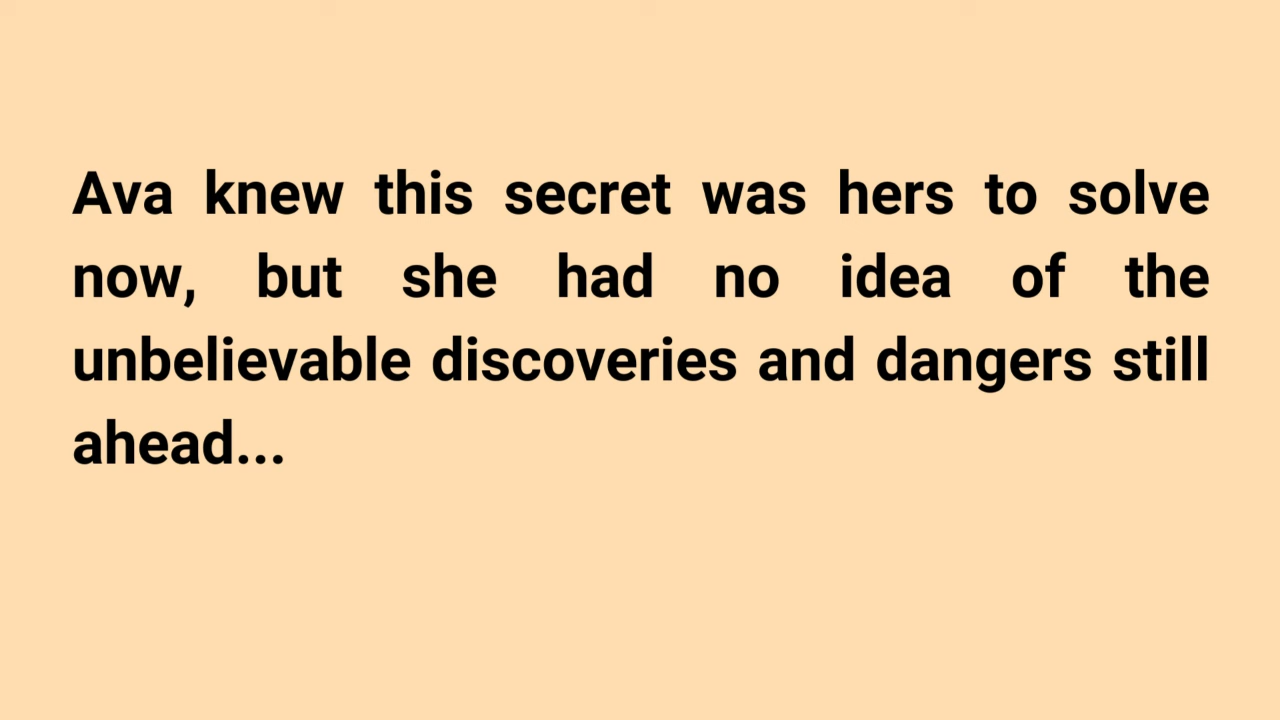 Ava knew this secret was hers to solve
now, but she had no idea of the
unbelievable discoveries and dangers still
ahead...